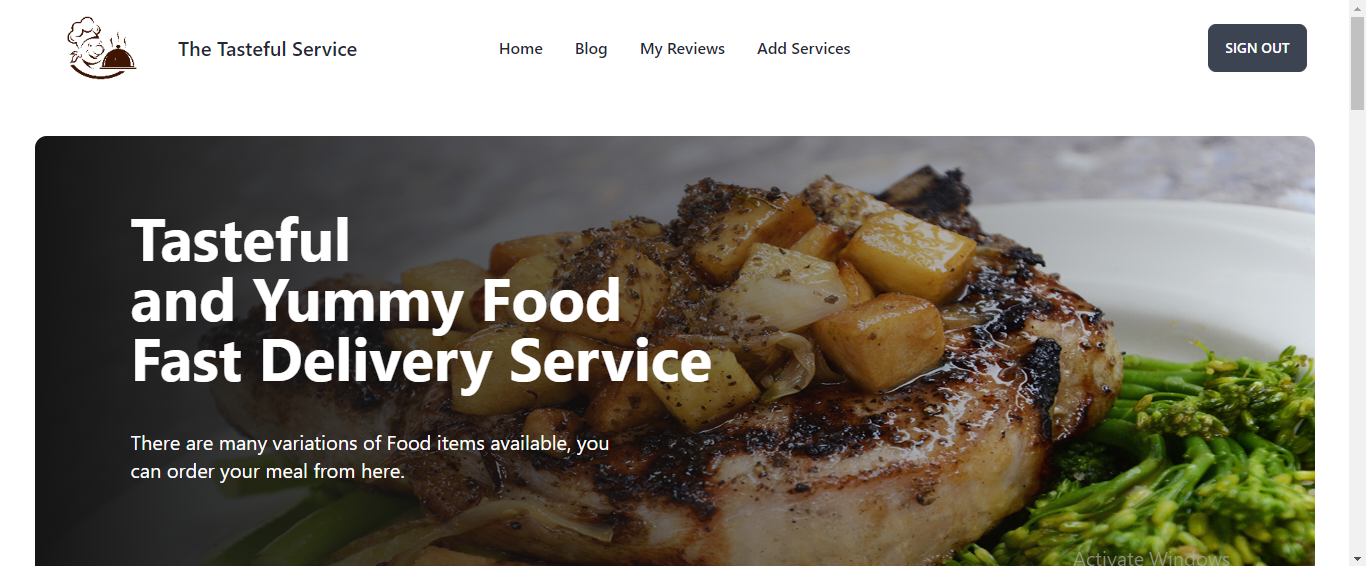 The Tasteful Service
Home
Blog
My Reviews
Add Services
SIGN OUT
Tasteful
and Yummy Food
Fast Delivery Service
There are many variations of Food items available, you
can order your meal from here.
Activate Windows